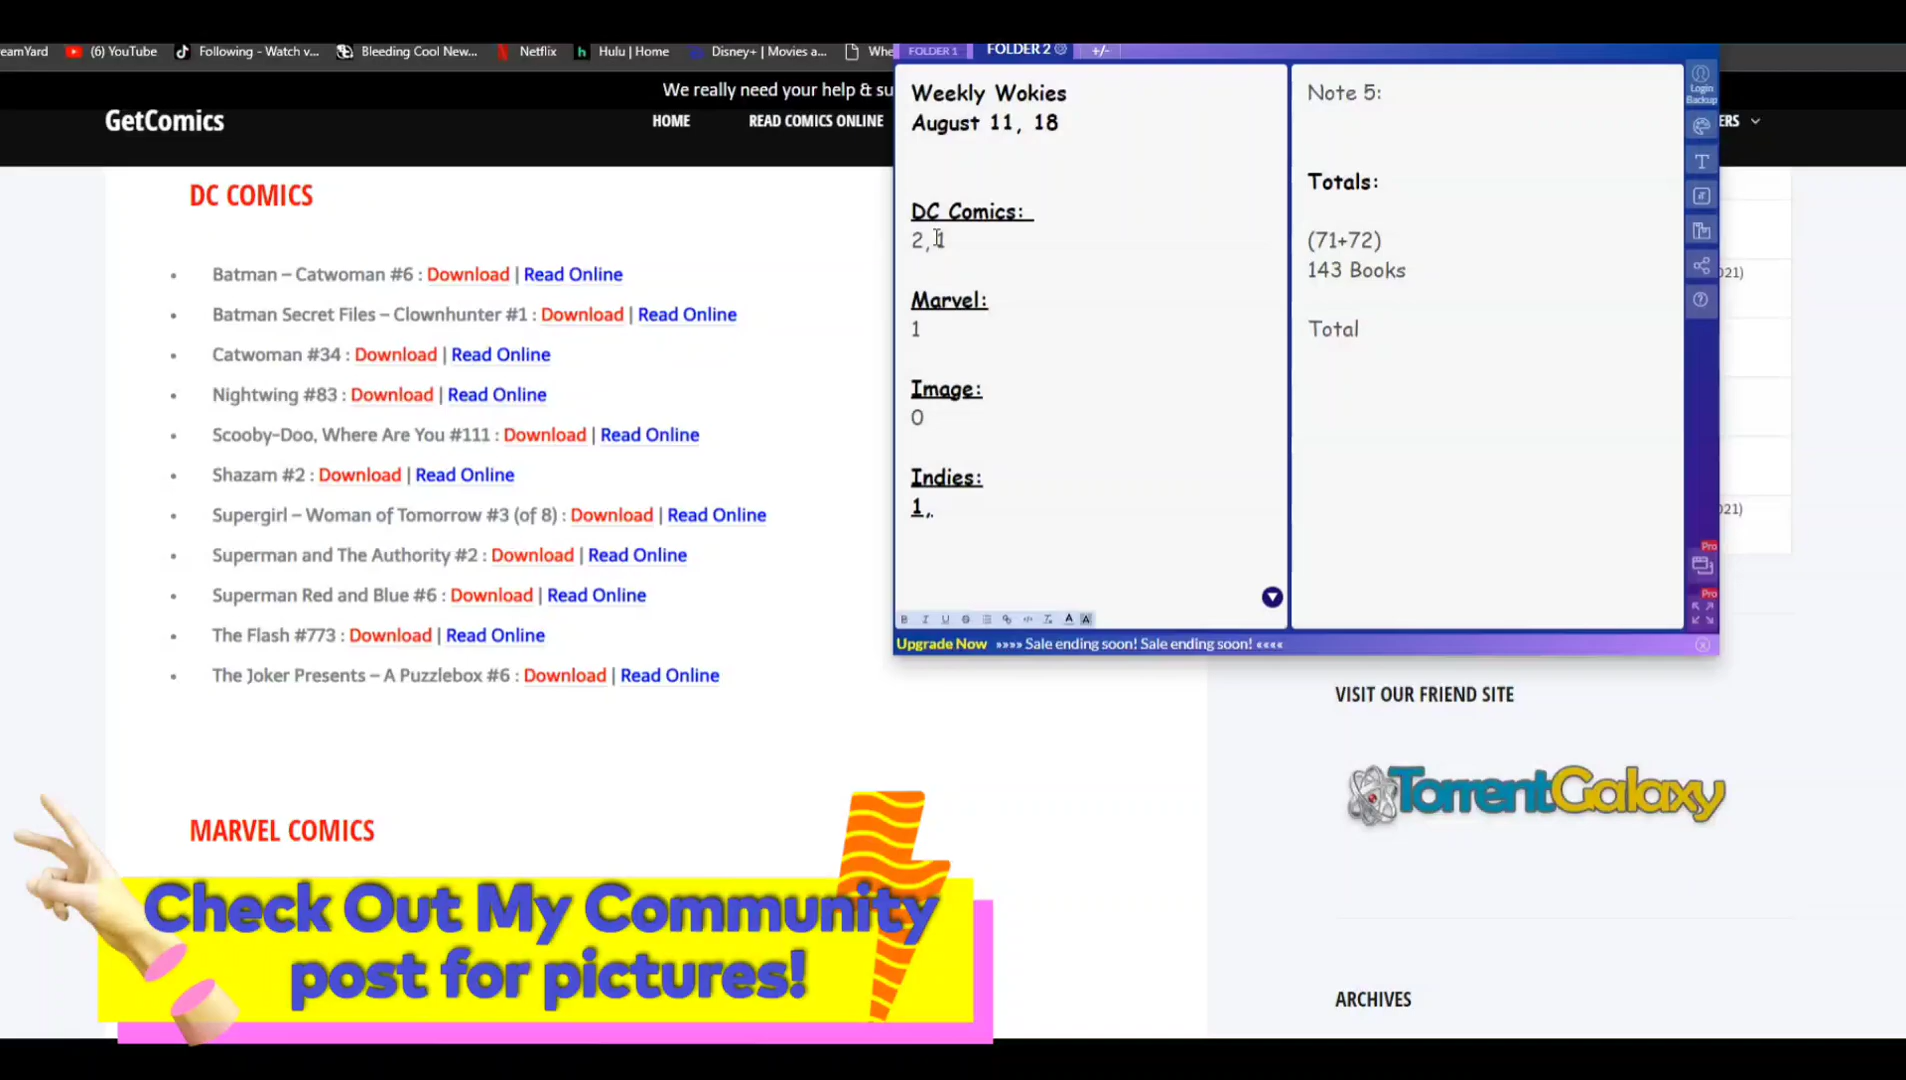 eamYard
(6) YouTube
Following - Watch v...
Bleeding Cool New...
Netflix
Hulu | Home
Disney+ | Movies a...
Whe
We really need your help & su
GetComics
HOME
READ COMICS ONLINE
ERS
DC COMICS
Batman – Catwoman #6 : Download | Read Online
Batman Secret Files – Clownhunter #1 : Download | Read Online
Catwoman #34 : Download | Read Online
Nightwing #83 : Download | Read Online
Scooby-Doo, Where Are You #111 : Download | Read Online
Shazam #2 : Download | Read Online
Supergirl – Woman of Tomorrow #3 (of 8) : Download | Read Online
Superman and The Authority #2 : Download | Read Online
Superman Red and Blue #6 : Download | Read Online
The Flash #773 : Download | Read Online
The Joker Presents – A Puzzlebox #6 : Download | Read Online
MARVEL COMICS
FOLDER 1
FOLDER 2
+/-
Weekly Wokies
August 11, 18
DC Comics:
2, 1
Marvel:
1
Image:
0
Indies:
1,.
Note 5:
Totals:
(71+72)
143 Books
Total
Login
Backup
Pro
Pro
Upgrade Now »»»» Sale ending soon! Sale ending soon! ««««
021)
021)
VISIT OUR FRIEND SITE
TorrentGalaxy
ARCHIVES
Check Out My Community
post for pictures!